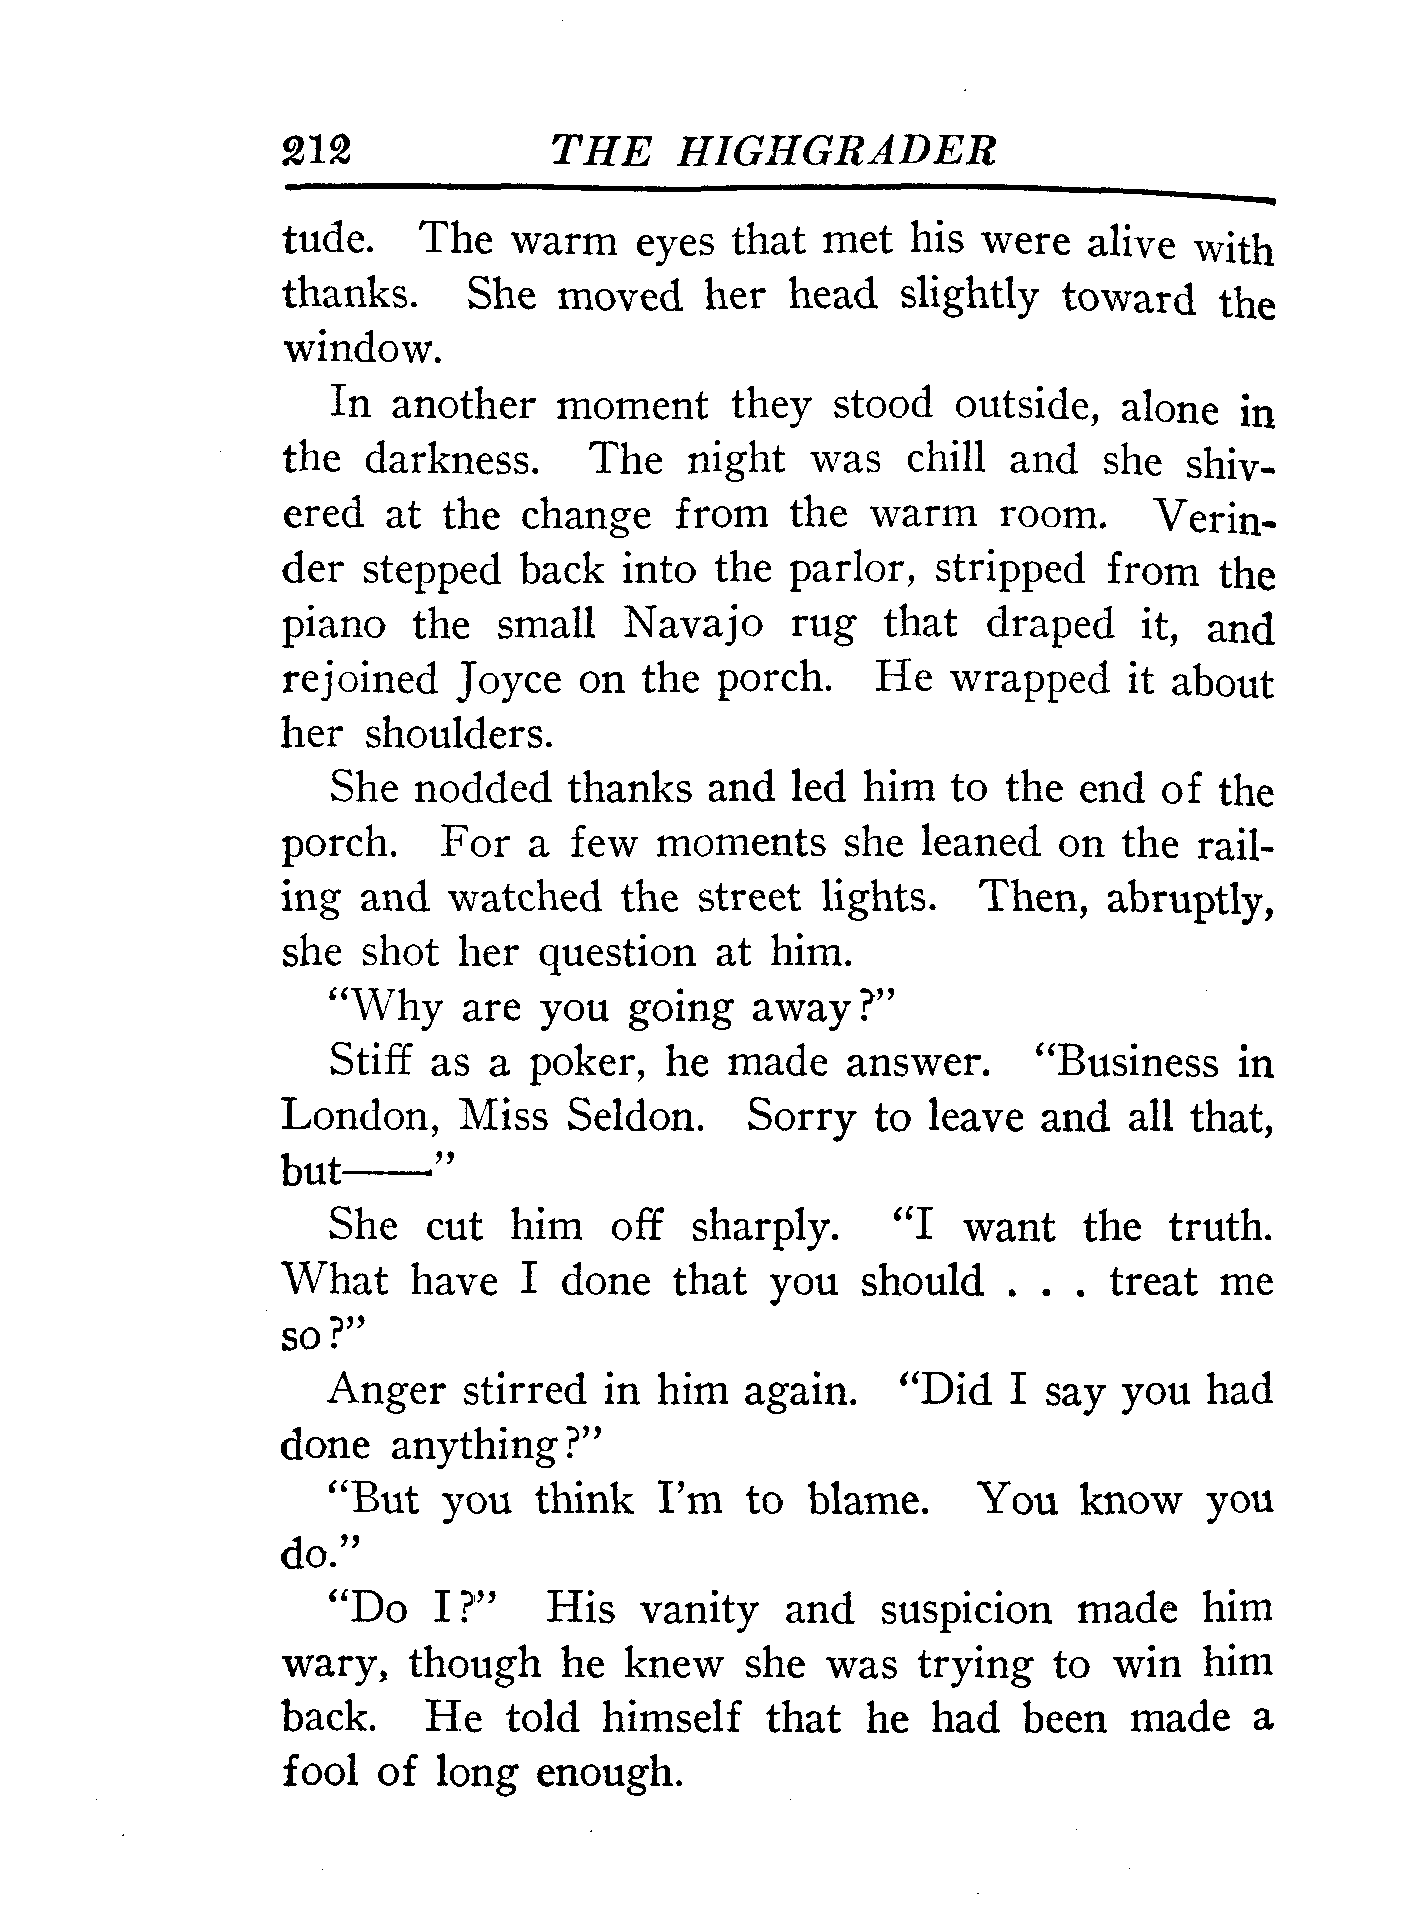 212 THE HIGHGRADER
tude. The warm eyes that met his were alive with
thanks. She moved her head slightly toward the
window.
In another moment they stood outside, alone in
the darkness. The night was chill and she shiv-
ered at the change from the warm room. Verin-
der stepped back into the parlor, stripped from the
piano the small Navajo rug that draped it, and
rejoined Joyce on the porch. He wrapped it about
her shoulders.
She nodded thanks and led him to the end of the
porch. For a few moments she leaned on the rail-
ing and watched the street lights. Then, abruptly,
she shot her question at him.
"Why are you going away?"
Stiff as a poker, he made answer. "Business in
London, Miss Seldon. Sorry to leave and all that,
but——"
She cut him off sharply. "I want the truth.
What have I done that you should . . . treat me
so?"
Anger stirred in him again. "Did I say you had
done anything?"
"But you think I'm to blame. You know you
do."
"Do I?" His vanity and suspicion made him
wary, though he knew she was trying to win him
back. He told himself that he had been made a
fool of long enough.